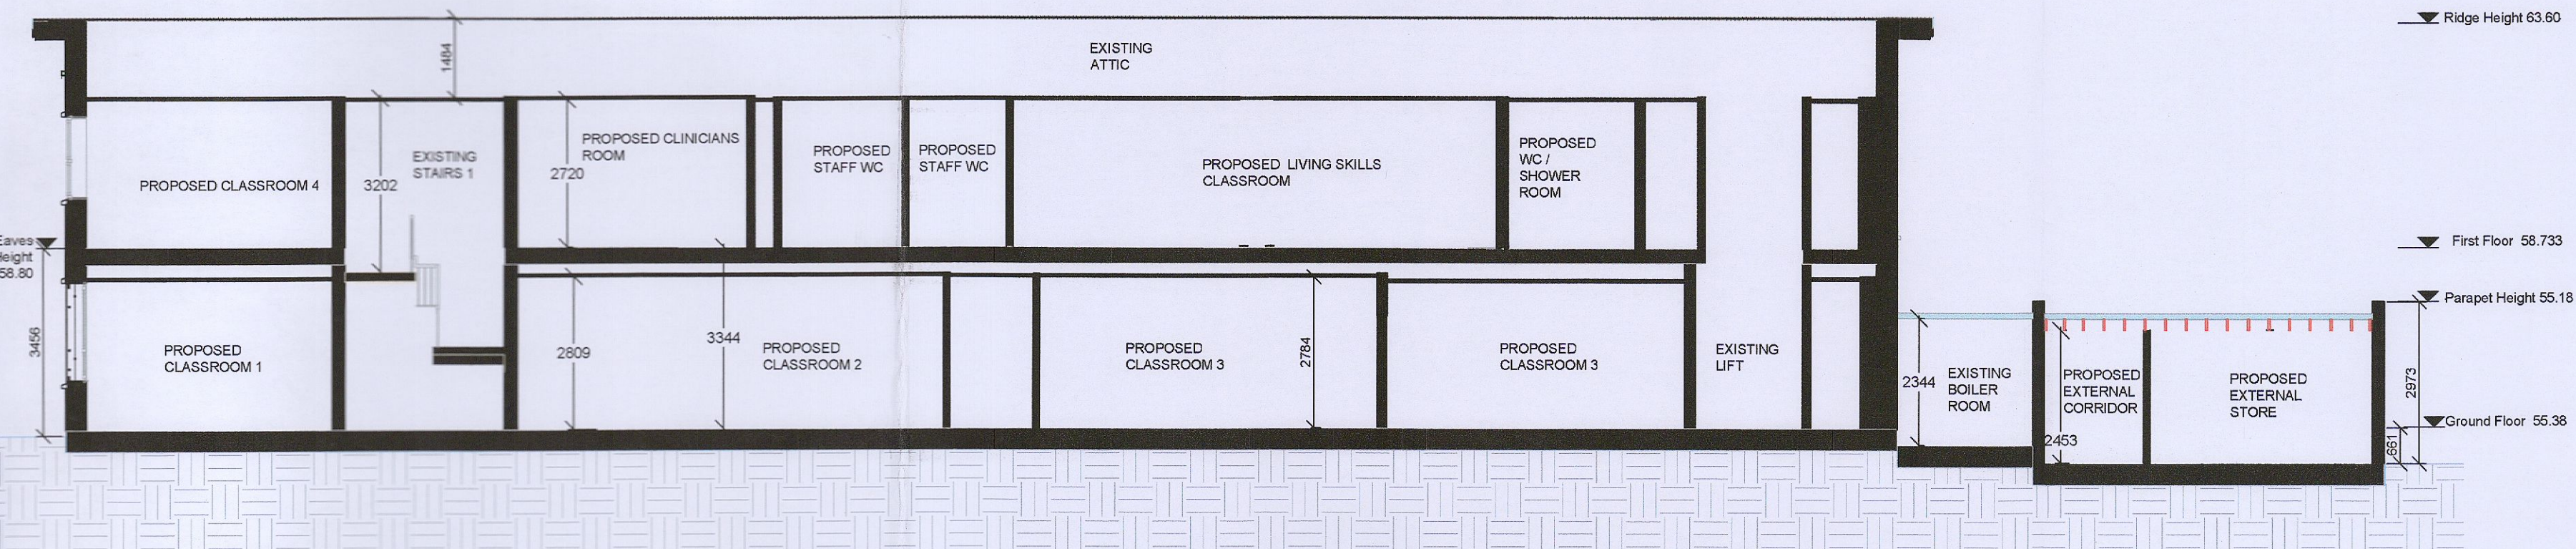 Ridge Height 63.60
EXISTING
ATTIC
1484
PROPOSED CLASSROOM 4
3202
EXISTING
STAIRS 1
2720
PROPOSED CLINICIANS
ROOM
PROPOSED
STAFF WC
PROPOSED
STAFF WC
PROPOSED LIVING SKILLS
CLASSROOM
PROPOSED
WC /
SHOWER
ROOM
Eaves
Height
58.80
First Floor 58.733
Parapet Height 55.18
3456
PROPOSED
CLASSROOM 1
2809
3344
PROPOSED
CLASSROOM 2
PROPOSED
CLASSROOM 3
2784
PROPOSED
CLASSROOM 3
EXISTING
LIFT
2344
EXISTING
BOILER
ROOM
PROPOSED
EXTERNAL
CORRIDOR
2453
PROPOSED
EXTERNAL
STORE
2973
661
Ground Floor 55.38